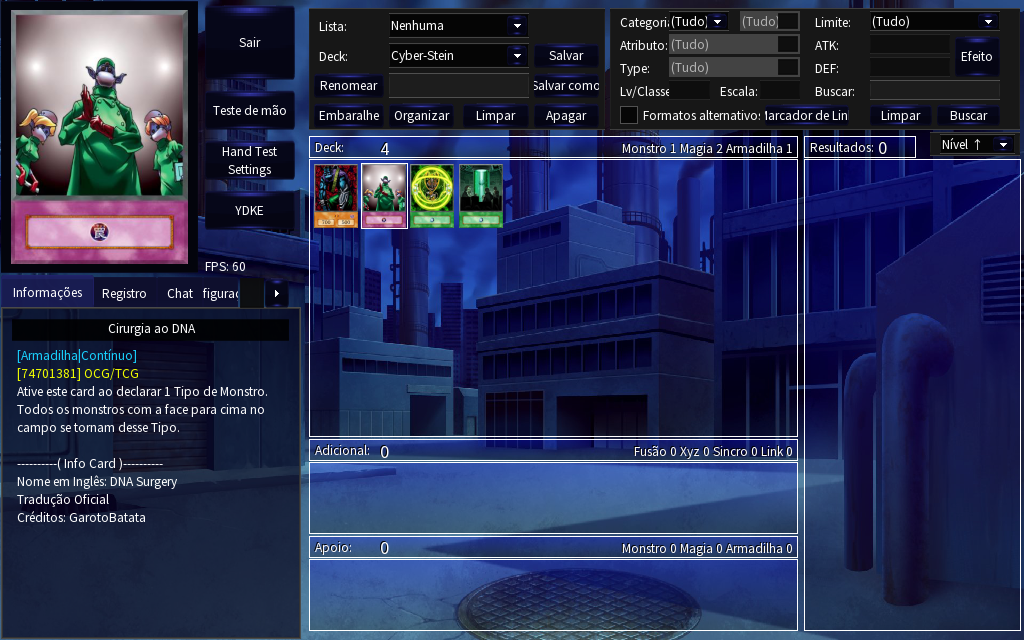 Sair
Teste de mão
Hand Test
Settings
YDKE
FPS: 60
Informações
Registro
Chat
figurac
Cirurgia ao DNA
[Armadilha|Contínuo]
[74701381] OCG/TCG
Ative este card ao declarar 1 Tipo de Monstro.
Todos os monstros com a face para cima no
campo se tornam desse Tipo.
----------( Info Card )----------
Nome em Inglês: DNA Surgery
Tradução Oficial
Créditos: GarotoBatata
Lista: Nenhuma
Deck: Cyber-Stein Salvar
Renomear Salvar como
Embaralhe Organizar Limpar Apagar
Categori: (Tudo) (Tudo) Limite: (Tudo)
Atributo: (Tudo) ATK:
Efeito
Type: (Tudo) DEF:
Lv/Classe Escala: Buscar:
Formatos alternativo: Marcador de Lin Limpar Buscar
Deck: 4 Monstro 1 Magia 2 Armadilha 1
Resultados: 0 Nível ↑
Adicional: 0 Fusão 0 Xyz 0 Sincro 0 Link 0
Apoio: 0 Monstro 0 Magia 0 Armadilha 0